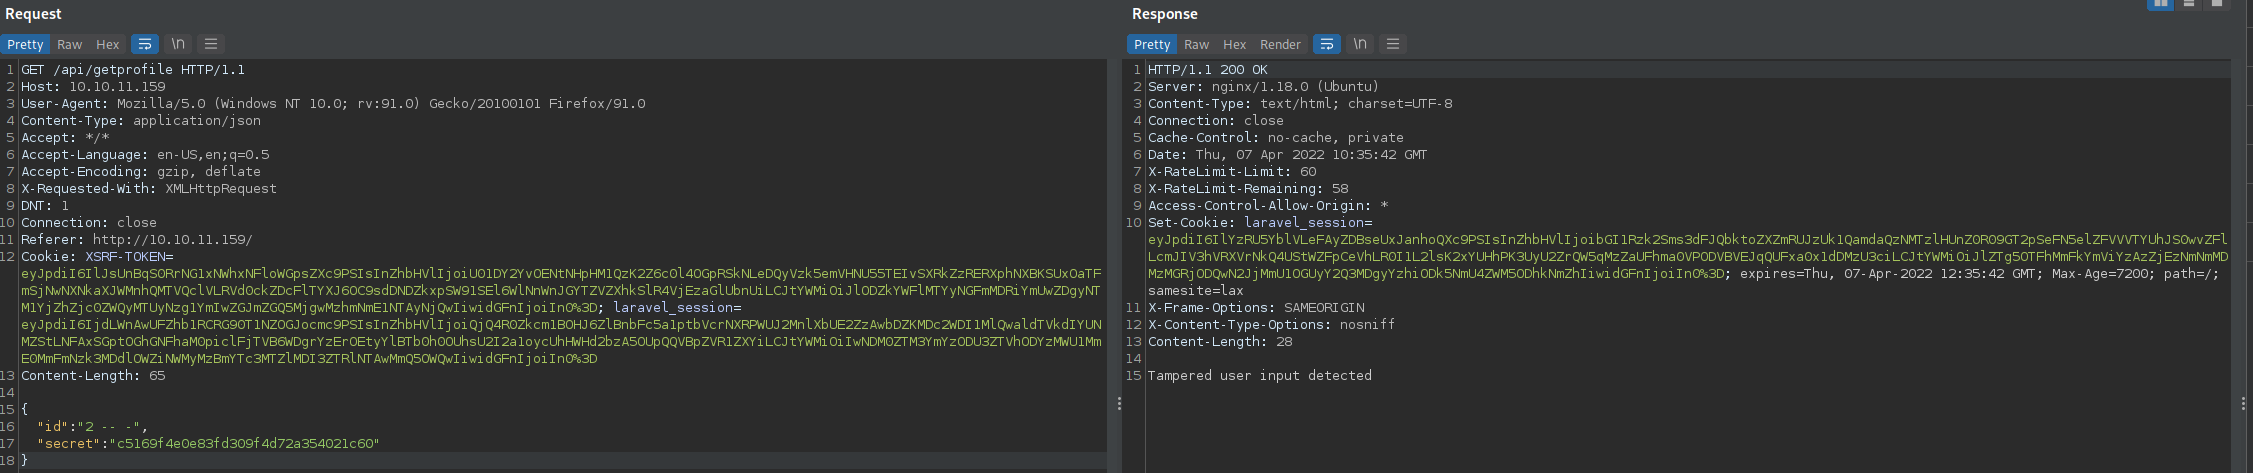 Request
Pretty Raw Hex \n
1 GET /api/getprofile HTTP/1.1
2 Host: 10.10.11.159
3 User-Agent: Mozilla/5.0 (Windows NT 10.0; rv:91.0) Gecko/20100101 Firefox/91.0
4 Content-Type: application/json
5 Accept: */*
6 Accept-Language: en-US,en;q=0.5
7 Accept-Encoding: gzip, deflate
8 X-Requested-With: XMLHttpRequest
9 DNT: 1
10 Connection: close
11 Referer: http://10.10.11.159/
12 Cookie: XSRF-TOKEN=
laravel_session=
13 Content-Length: 65
14
15 {
16 "id":"2 -- -",
17 "secret":"c5169f4e0e83fd309f4d72a354021c60"
18 }
Response
Pretty Raw Hex Render \n
1 HTTP/1.1 200 OK
2 Server: nginx/1.18.0 (Ubuntu)
3 Content-Type: text/html; charset=UTF-8
4 Connection: close
5 Cache-Control: no-cache, private
6 Date: Thu, 07 Apr 2022 10:35:42 GMT
7 X-RateLimit-Limit: 60
8 X-RateLimit-Remaining: 58
9 Access-Control-Allow-Origin: *
10 Set-Cookie: laravel_session=
expires=Thu, 07-Apr-2022 12:35:42 GMT; Max-Age=7200; path=/;
samesite=lax
11 X-Frame-Options: SAMEORIGIN
12 X-Content-Type-Options: nosniff
13 Content-Length: 28
14
15 Tampered user input detected